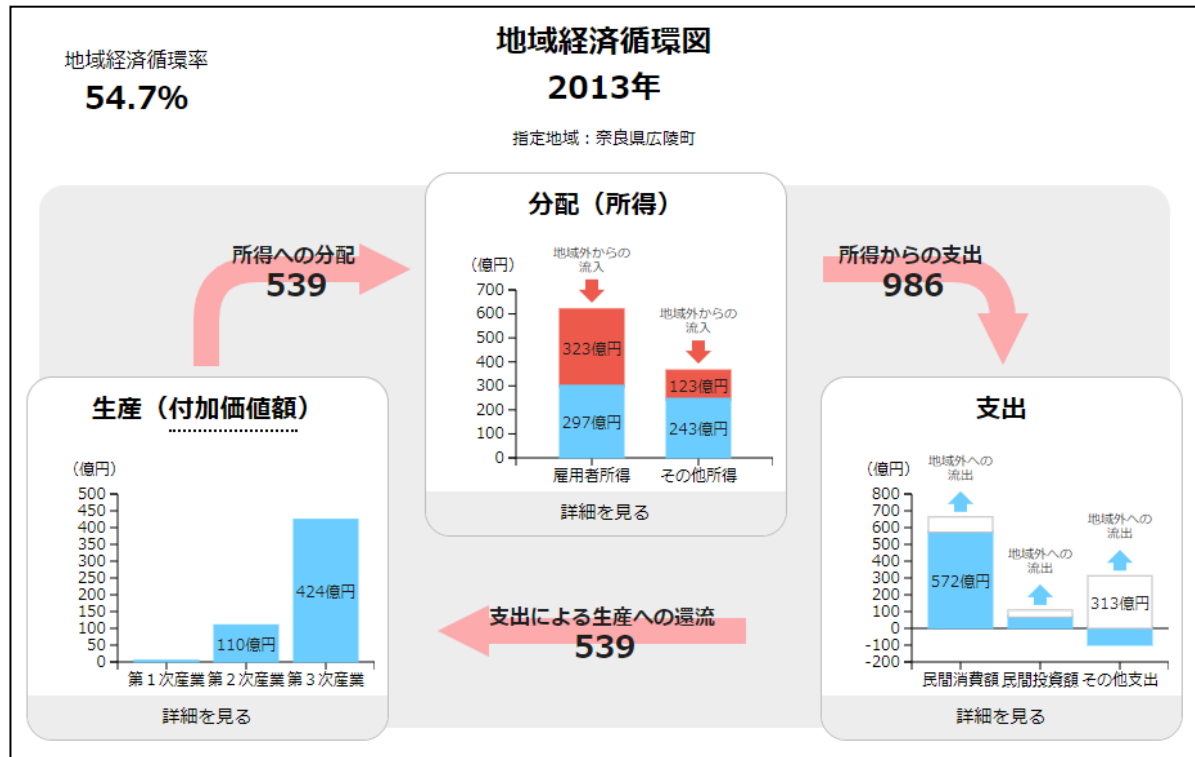 地域経済循環図
2013年
指定地域：奈良県広陵町
地域経済循環率
54.7%
所得への分配
539
分配（所得）
（億円）
地域外からの
流入
地域外からの
流入
700
600
500
400
300
200
100
0
323億円
297億円
123億円
243億円
雇用者所得
その他所得
詳細を見る
所得からの支出
986
生産（付加価値額）
（億円）
500
450
400
350
300
250
200
150
100
50
0
110億円
424億円
第１次産業
第２次産業
第３次産業
詳細を見る
支出による生産への還流
539
支出
（億円）
地域外への
流出
地域外への
流出
地域外への
流出
800
700
600
500
400
300
200
100
0
-100
-200
572億円
313億円
民間消費額
民間投資額
その他支出
詳細を見る